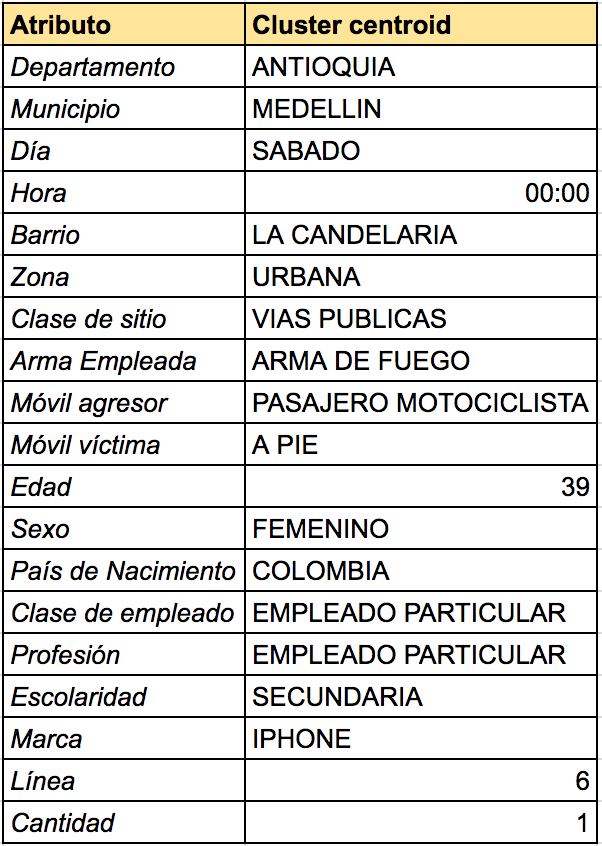 Atributo Cluster centroid
Departamento ANTIOQUIA
Municipio MEDELLIN
Día SABADO
Hora 00:00
Barrio LA CANDELARIA
Zona URBANA
Clase de sitio VIAS PUBLICAS
Arma Empleada ARMA DE FUEGO
Móvil agresor PASAJERO MOTOCICLISTA
Móvil víctima A PIE
Edad 39
Sexo FEMENINO
País de Nacimiento COLOMBIA
Clase de empleado EMPLEADO PARTICULAR
Profesión EMPLEADO PARTICULAR
Escolaridad SECUNDARIA
Marca IPHONE
Línea 6
Cantidad 1